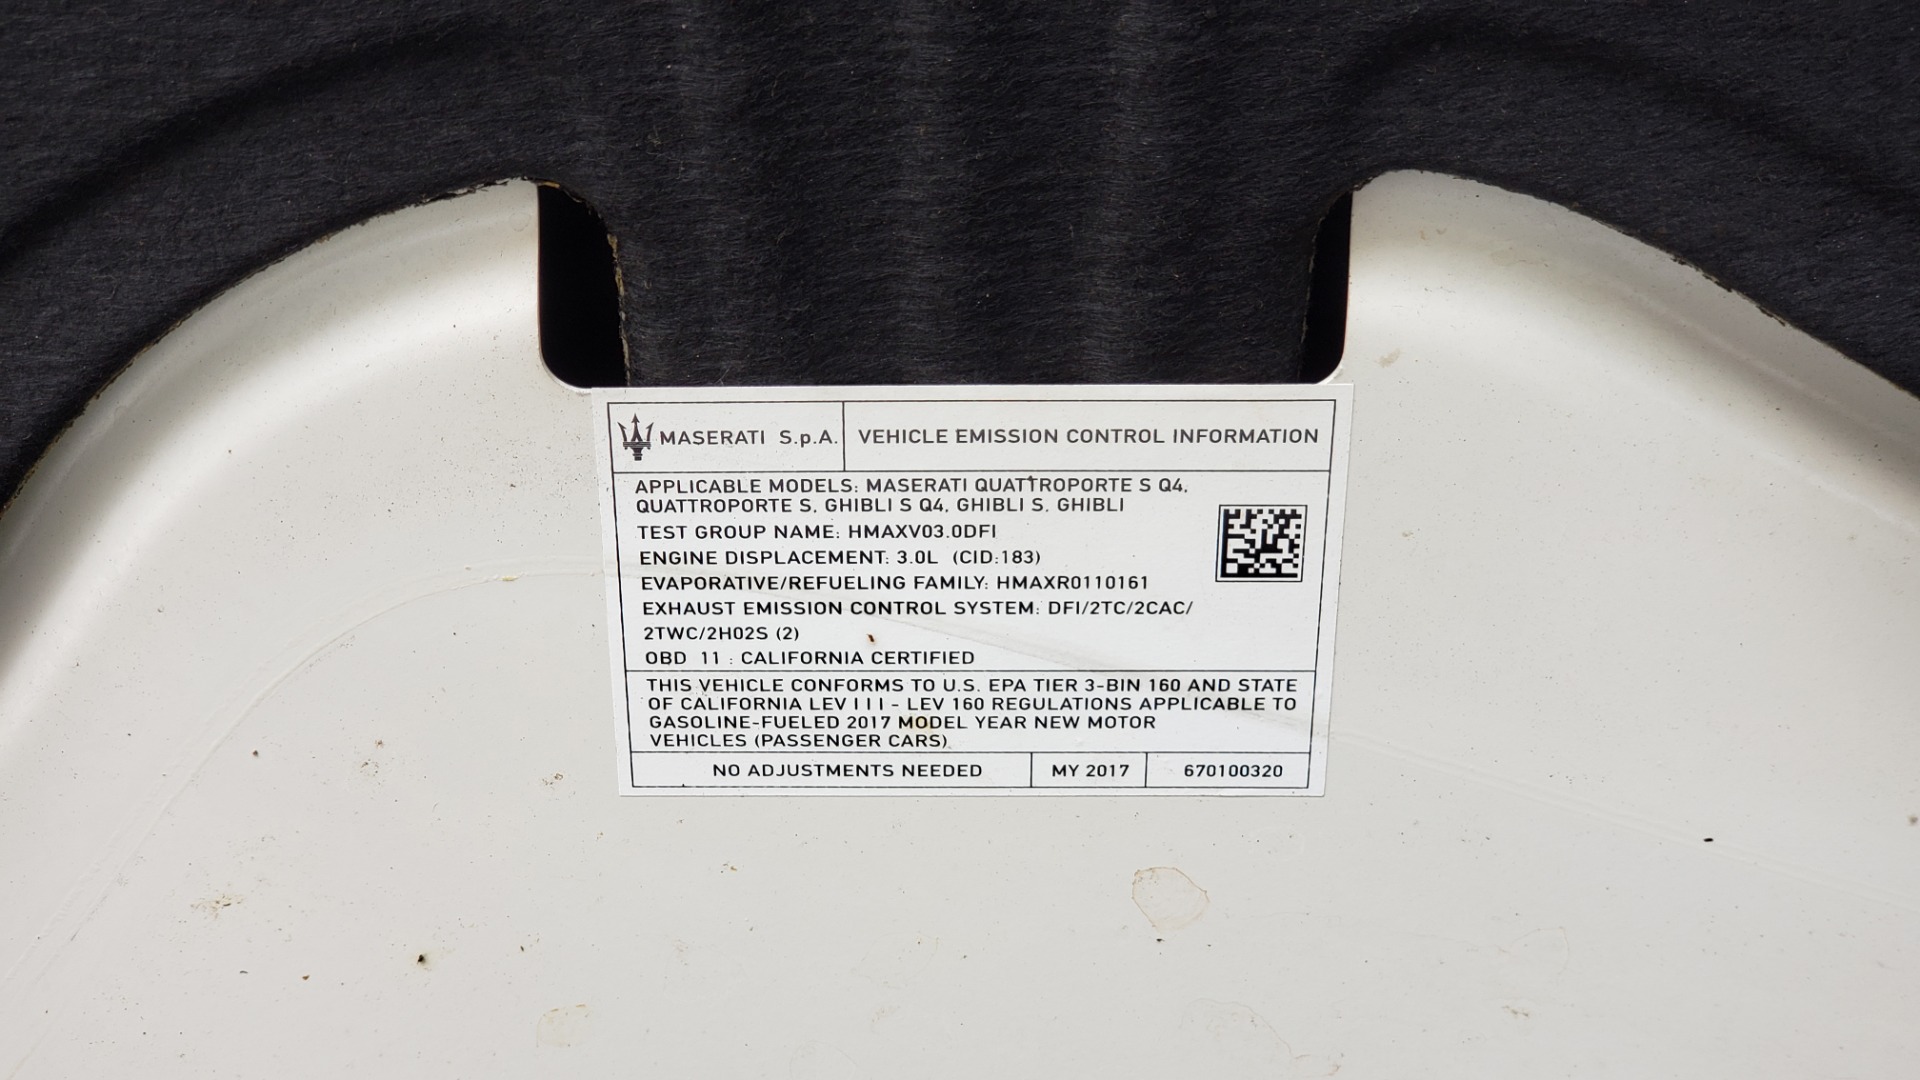 MASERATI S.p.A.
VEHICLE EMISSION CONTROL INFORMATION
APPLICABLE MODELS: MASERATI QUATTROPORTE S Q4,
QUATTROPORTE S, GHIBLI S Q4, GHIBLI S. GHIBLI
TEST GROUP NAME: HMAXV03.0DFI
ENGINE DISPLACEMENT: 3.0L (CID:183)
EVAPORATIVE/REFUELING FAMILY: HMAXR0110161
EXHAUST EMISSION CONTROL SYSTEM: DFI/2TC/2CAC/
2TWC/2H02S (2)
OBD 11 : CALIFORNIA CERTIFIED
THIS VEHICLE CONFORMS TO U.S. EPA TIER 3-BIN 160 AND STATE
OF CALIFORNIA LEV III - LEV 160 REGULATIONS APPLICABLE TO
GASOLINE-FUELED 2017 MODEL YEAR NEW MOTOR
VEHICLES (PASSENGER CARS)
NO ADJUSTMENTS NEEDED
MY 2017
670100320